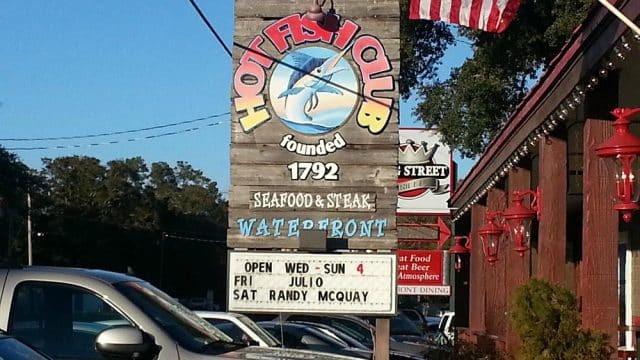 HOT FISH CLUB
founded
1792
SEAFOOD & STEAK
WATERFRONT
OPEN WED - SUN 4
FRI JULIO
SAT RANDY MCQUAY
G STREET
eat Food
eat Beer
Atmosphere
RONT DINING